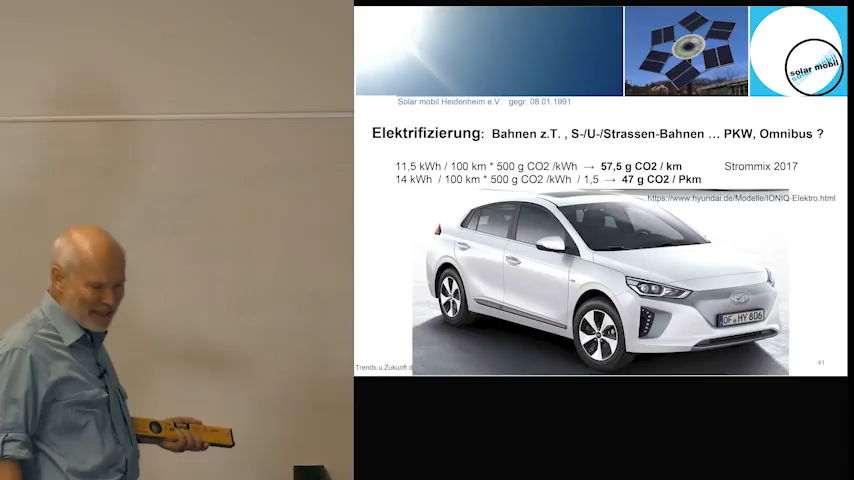 solar mobil
solar mobil
Solar mobil Heidenheim e.V. gegr. 08.01.1991
Elektrifizierung: Bahnen z.T. , S-/U-/Strassen-Bahnen ... PKW, Omnibus ?
11,5 kWh / 100 km * 500 g CO2 /kWh → 57,5 g CO2 / km Strommix 2017
14 kWh / 100 km * 500 g CO2 /kWh / 1,5 → 47 g CO2 / Pkm
https://www.hyundai.de/Modelle/IONIQ-Elektro.html
OF HY 806
Trends u.Zukunft d
41